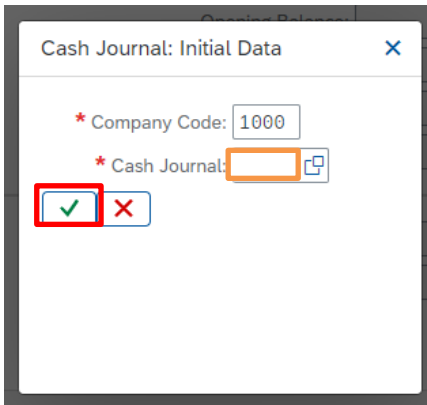 Opening Balance:
Cash Journal: Initial Data
* Company Code: 1000
* Cash Journal: